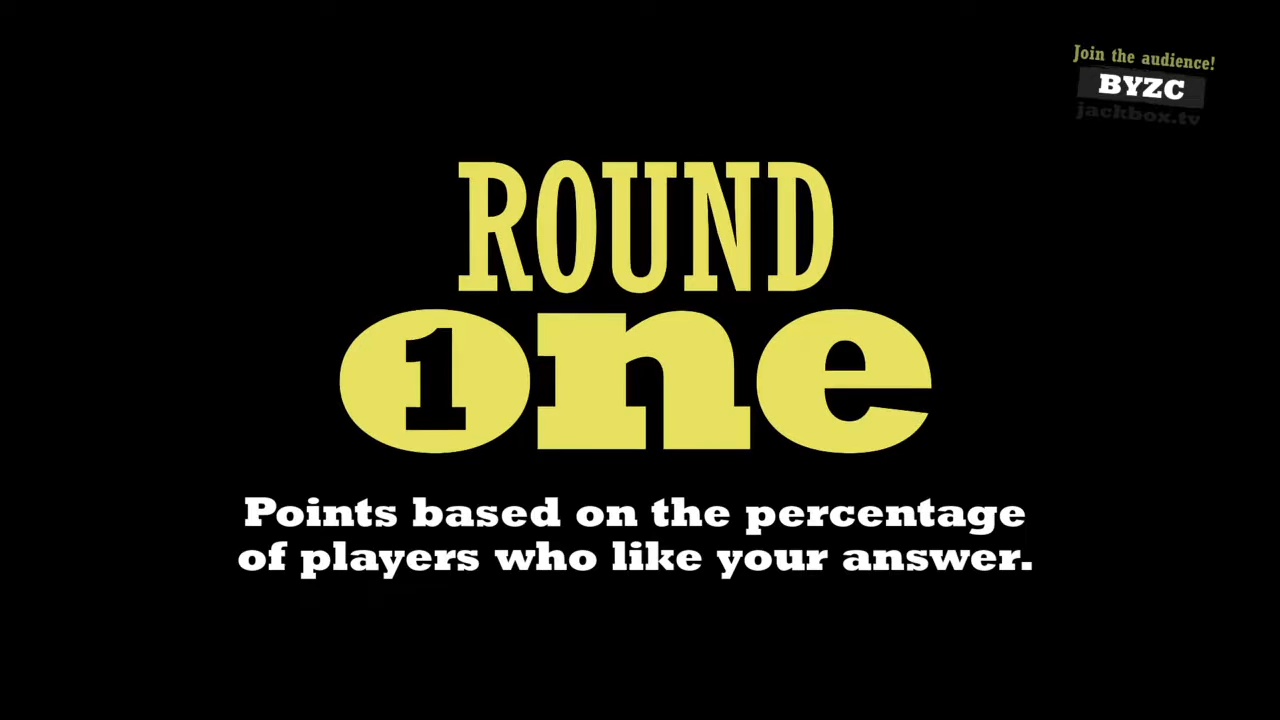 Join the audience!
BYZC
jackbox.tv
ROUND
1
One
Points based on the percentage
of players who like your answer.